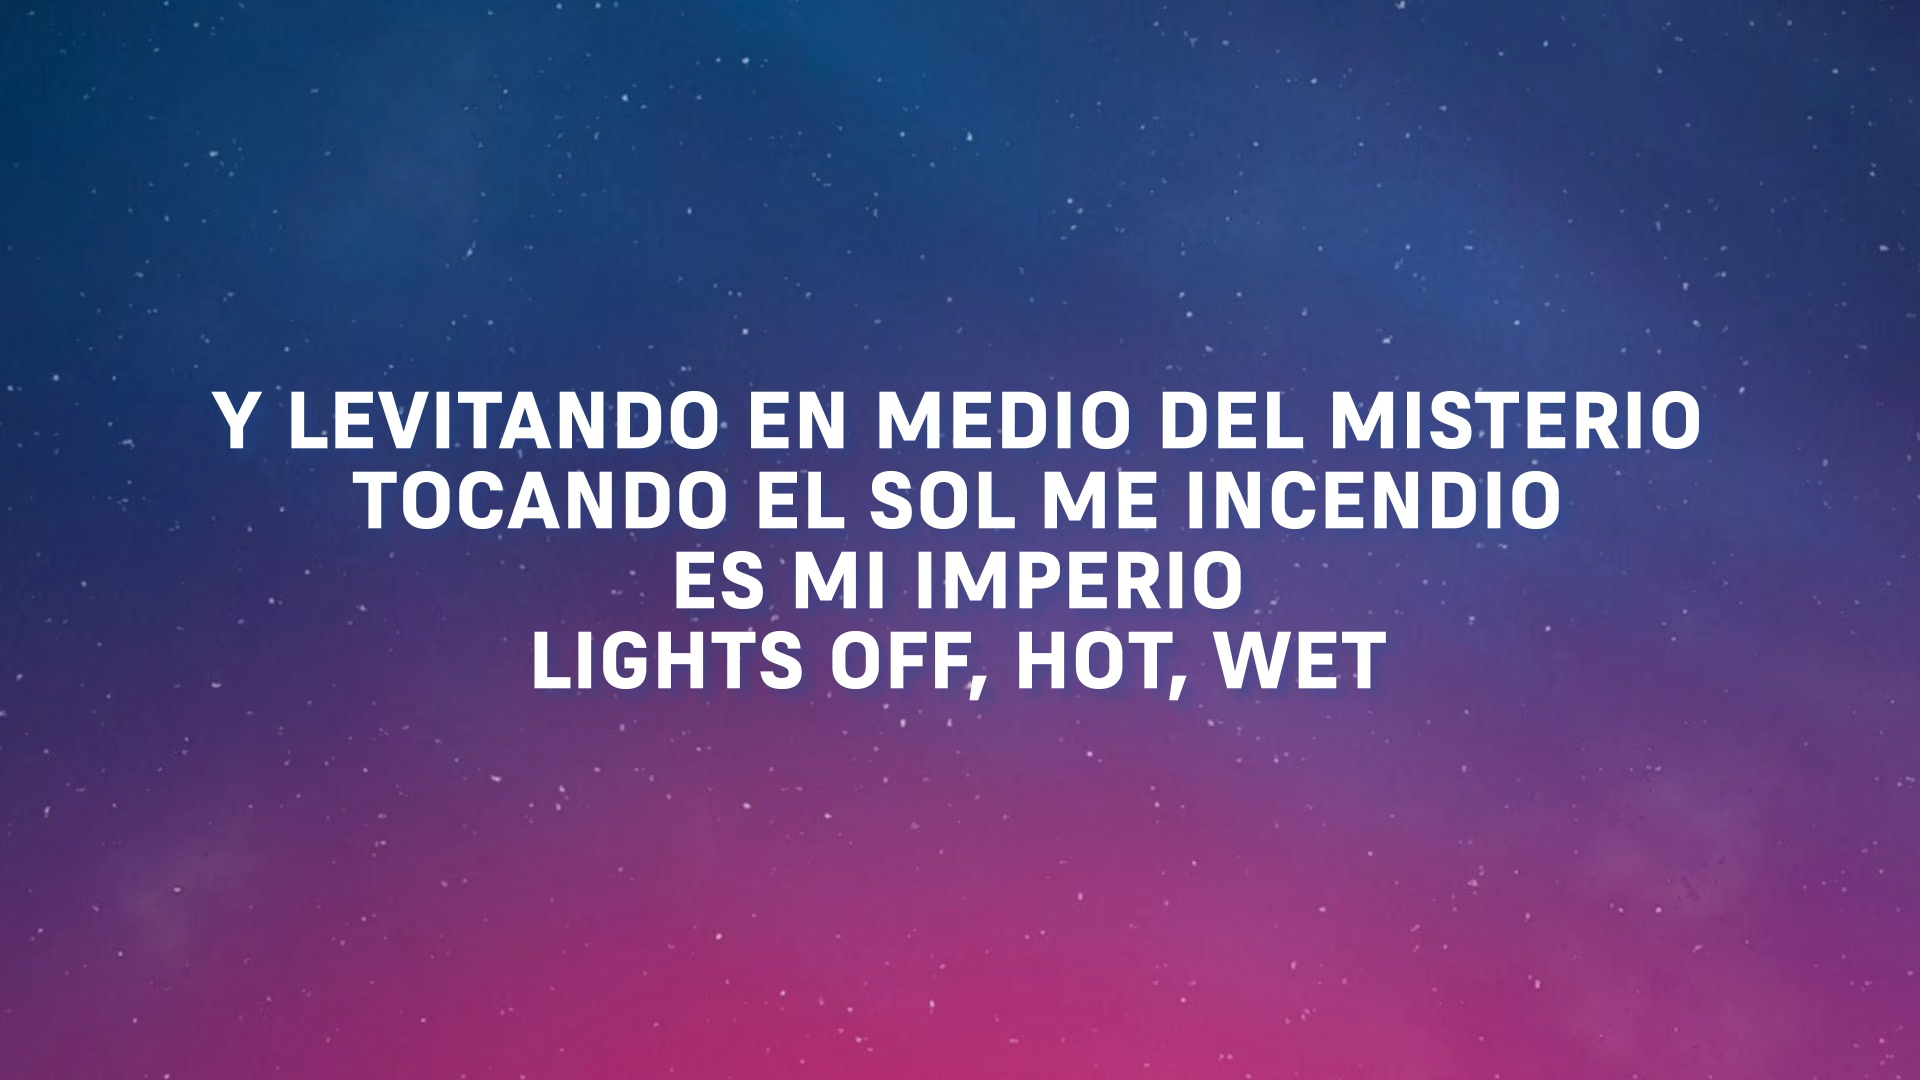 Y LEVITANDO EN MEDIO DEL MISTERIO
TOCANDO EL SOL ME INCENDIO
ES MI IMPERIO
LIGHTS OFF, HOT, WET